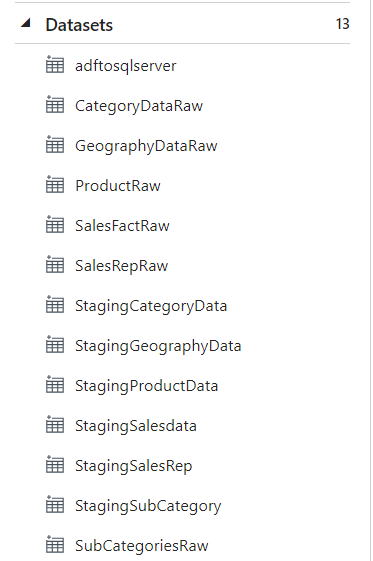 Datasets 13
adftosqlserver
CategoryDataRaw
GeographyDataRaw
ProductRaw
SalesFactRaw
SalesRepRaw
StagingCategoryData
StagingGeographyData
StagingProductData
StagingSalesdata
StagingSalesRep
StagingSubCategory
SubCategoriesRaw